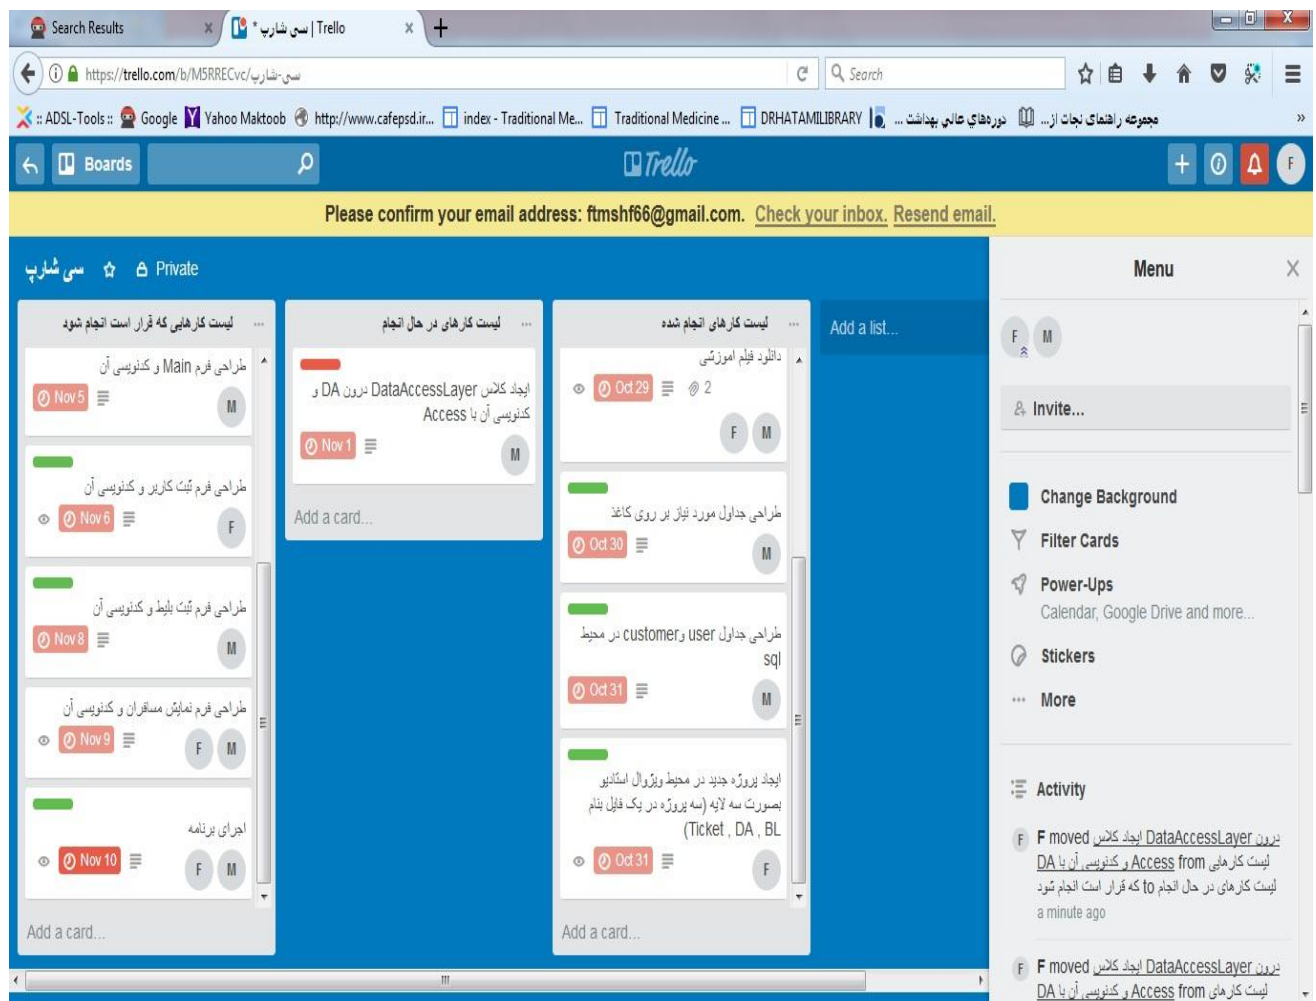 Search Results
سی شارپ * | Trello
https://trello.com/b/M5RRECvc/سی-شارپ
Search
:: ADSL-Tools ::
Google
Yahoo Maktoob
http://www.cafepsd.ir...
index - Traditional Me...
Traditional Medicine ...
DRHATAMILIBRARY
دوره‌های عالی بهداشت ...
مجموعه راهنمای نجات از...
Boards
Trello
F
Please confirm your email address: ftmshf66@gmail.com. Check your inbox. Resend email.
سی شارپ
Private
لیست کارهایی که قرار است انجام شود
طراحی فرم Main و کدنویسی آن
Nov 5
M
طراحی فرم ثبت کاربر و کدنویسی آن
Nov 6
F
طراحی فرم ثبت بلیط و کدنویسی آن
Nov 8
M
طراحی فرم نمایش مسافران و کدنویسی آن
Nov 9
F M
اجرای برنامه
Nov 10
F M
Add a card...
لیست کارهای در حال انجام
ایجاد کلاس DataAccessLayer درون DA و
کدنویسی آن با Access
Nov 1
M
Add a card...
لیست کارهای انجام شده
دانلود فیلم اموزشی
Oct 29
2
F M
طراحی جداول مورد نیاز بر روی کاغذ
Oct 30
M
طراحی جداول user وcustomer در محیط
sql
Oct 31
M
ایجاد پروژه جدید در محیط ویژوال استادیو
بصورت سه لایه (سه پروژه در یک فایل بنام
Ticket , DA , BL)
Oct 31
F
Add a card...
Add a list...
Menu
F M
Invite...
Change Background
Filter Cards
Power-Ups
Calendar, Google Drive and more...
Stickers
More
Activity
F
F moved ایجاد کلاس DataAccessLayer درون
DA و کدنویسی آن با Access from لیست کارهایی
که قرار است انجام شود to لیست کارهای در حال انجام
a minute ago
F
F moved ایجاد کلاس DataAccessLayer درون
DA و کدنویسی آن با Access from لیست کارهای